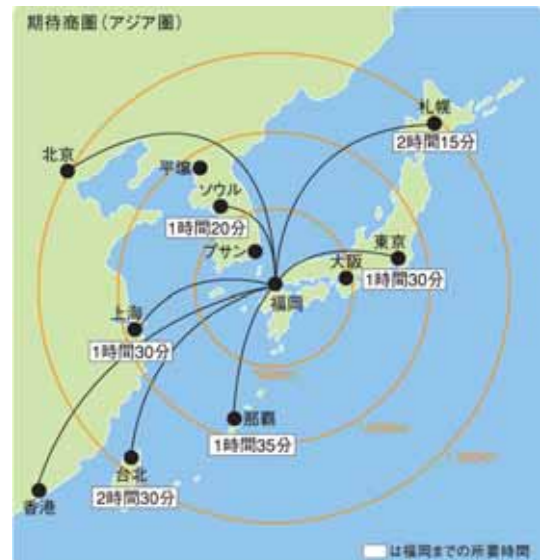 期待商圏(アジア圏)
札幌
2時間15分
北京
平壌
ソウル
1時間20分
プサン
東京
大阪
1時間30分
福岡
上海
1時間30分
那覇
1時間35分
台北
2時間30分
香港
は福岡までの所要時間